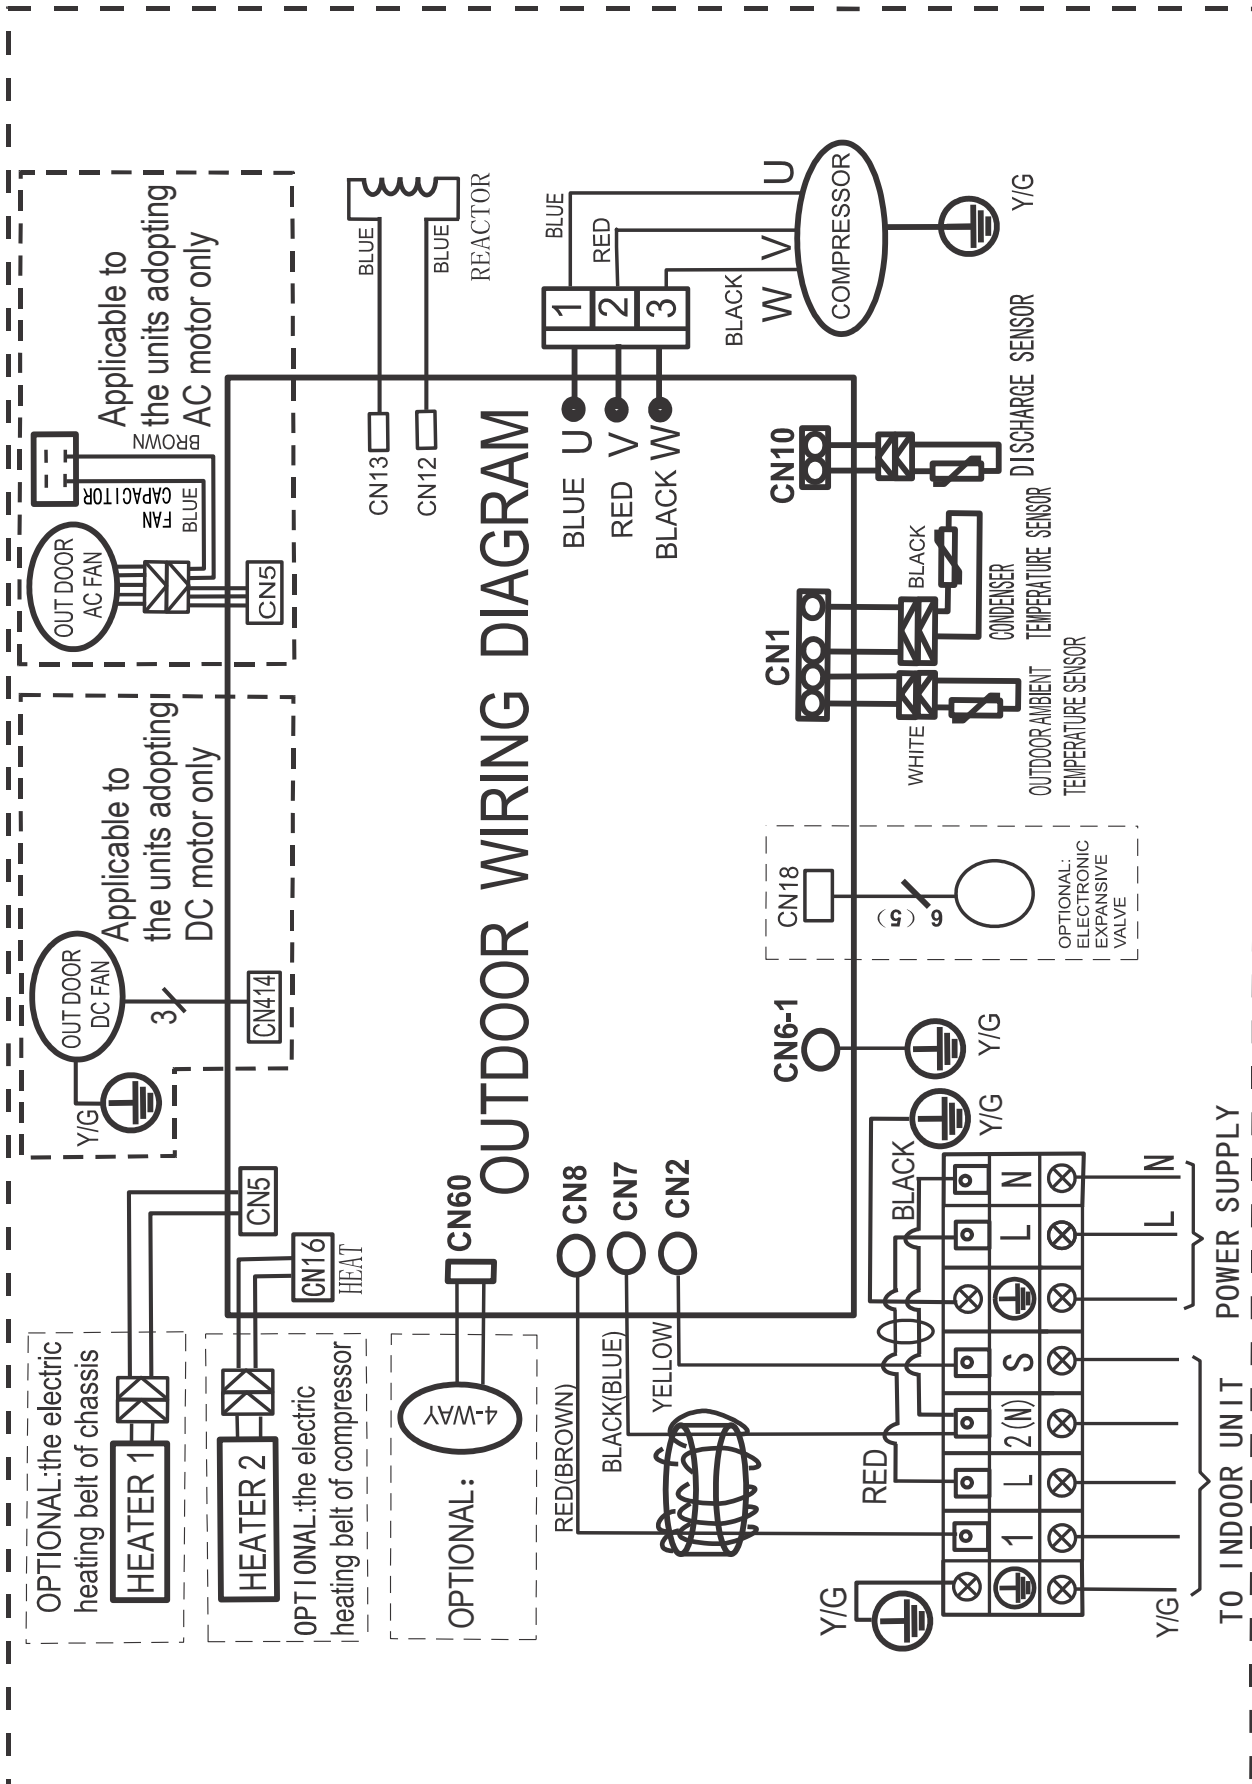 OUTDOOR WIRING DIAGRAM
OPTIONAL:the electric
heating belt of chassis
HEATER 1
CN5
HEATER 2
OPTIONAL:the electric
heating belt of compressor
CN16
HEAT
OPTIONAL:
4-WAY
CN60
Y/G
OUT DOOR
DC FAN
3
CN414
Applicable to
the units adopting
DC motor only
OUT DOOR
AC FAN
CN5
FAN
CAPACITOR
BLUE
BROWN
Applicable to
the units adopting
AC motor only
CN13
CN12
BLUE
BLUE
REACTOR
BLUE U
RED V
BLACK W
1
2
3
BLUE
RED
BLACK
U
V
W
COMPRESSOR
Y/G
CN8
CN7
CN2
RED(BROWN)
BLACK(BLUE)
YELLOW
CN6-1
Y/G
CN18
6 (5)
OPTIONAL:
ELECTRONIC
EXPANSIVE
VALVE
CN1
WHITE
BLACK
OUTDOOR AMBIENT
TEMPERATURE SENSOR
CONDENSER
TEMPERATURE SENSOR
CN10
DISCHARGE SENSOR
Y/G
RED
BLACK
Y/G
1
L
2(N)
S
L
N
Y/G
L
N
TO INDOOR UNIT
POWER SUPPLY